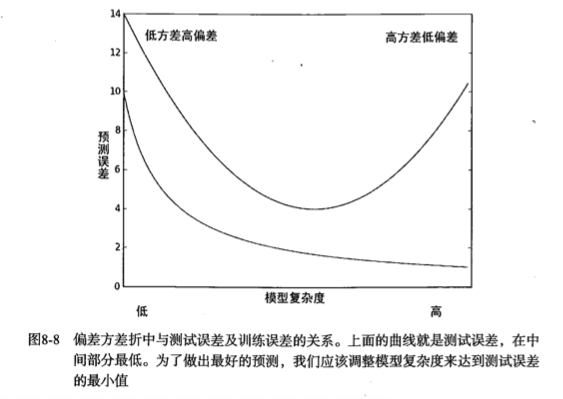 14
低方差高偏差
高方差低偏差
12
10
8
预测误差
6
4
2
0
模型复杂度
低
高
图8-8 偏差方差折中与测试误差及训练误差的关系。上面的曲线就是测试误差，在中
间部分最低。为了做出最好的预测，我们应该调整模型复杂度来达到测试误差
的最小值